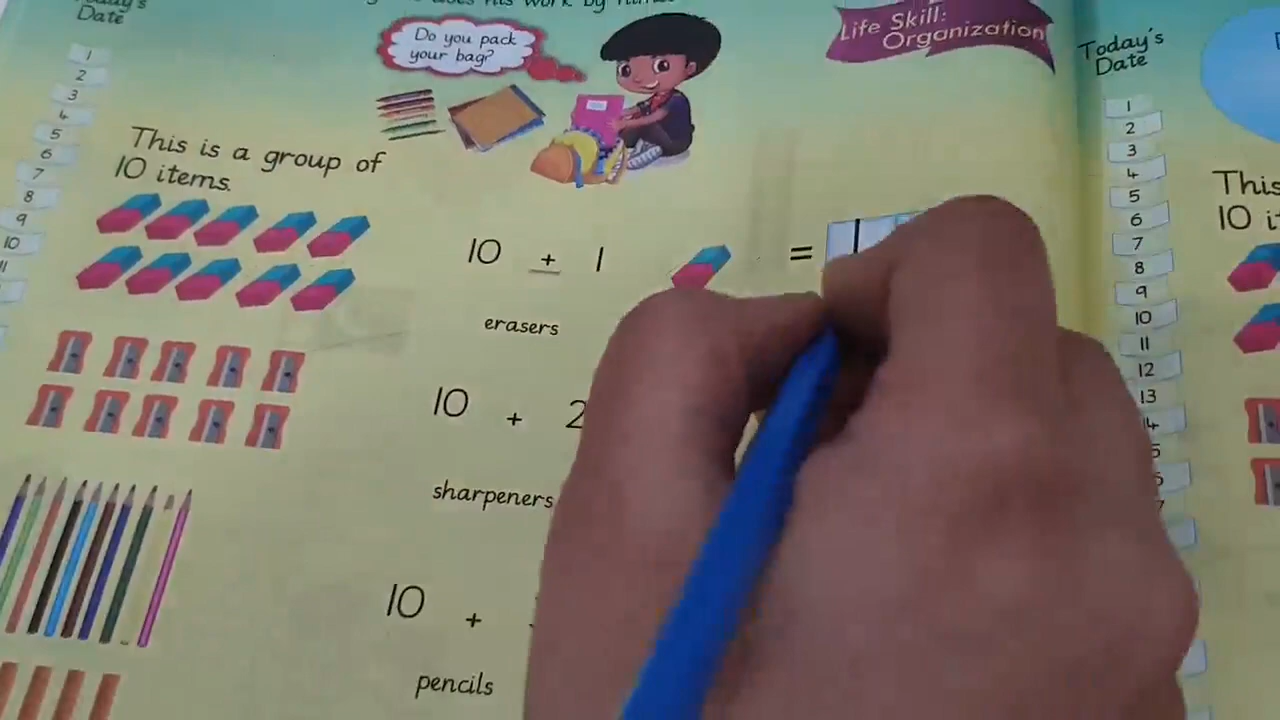 Today's
Date
1
2
3
4
5
6
7
8
9
10
11
Do you pack
your bag?
Life Skill:
Organization
This is a group of
10 items.
10 + 1 =
erasers
10 + 2
sharpeners
10 +
pencils
Today's
Date
1
2
3
4
5
6
7
8
9
10
11
12
13
This
10